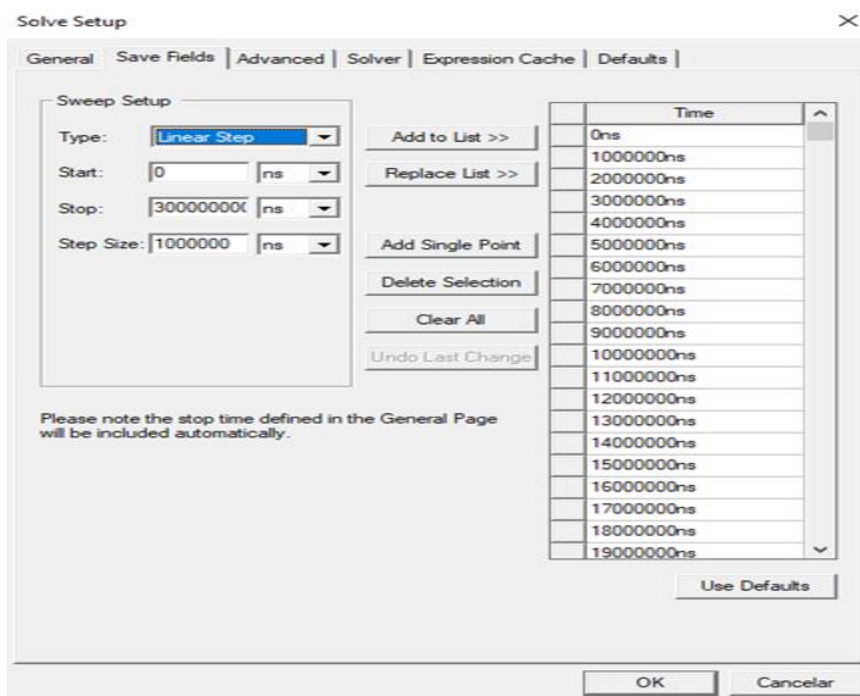 Solve Setup
General Save Fields Advanced Solver Expression Cache Defaults
Sweep Setup
Type: Linear Step
Start: 0 ns
Stop: 300000000 ns
Step Size: 1000000 ns
Add to List >>
Replace List >>
Add Single Point
Delete Selection
Clear All
Undo Last Change
Please note the stop time defined in the General Page
will be included automatically.
Time
0ns
1000000ns
2000000ns
3000000ns
4000000ns
5000000ns
6000000ns
7000000ns
8000000ns
9000000ns
10000000ns
11000000ns
12000000ns
13000000ns
14000000ns
15000000ns
16000000ns
17000000ns
18000000ns
19000000ns
Use Defaults
OK
Cancelar